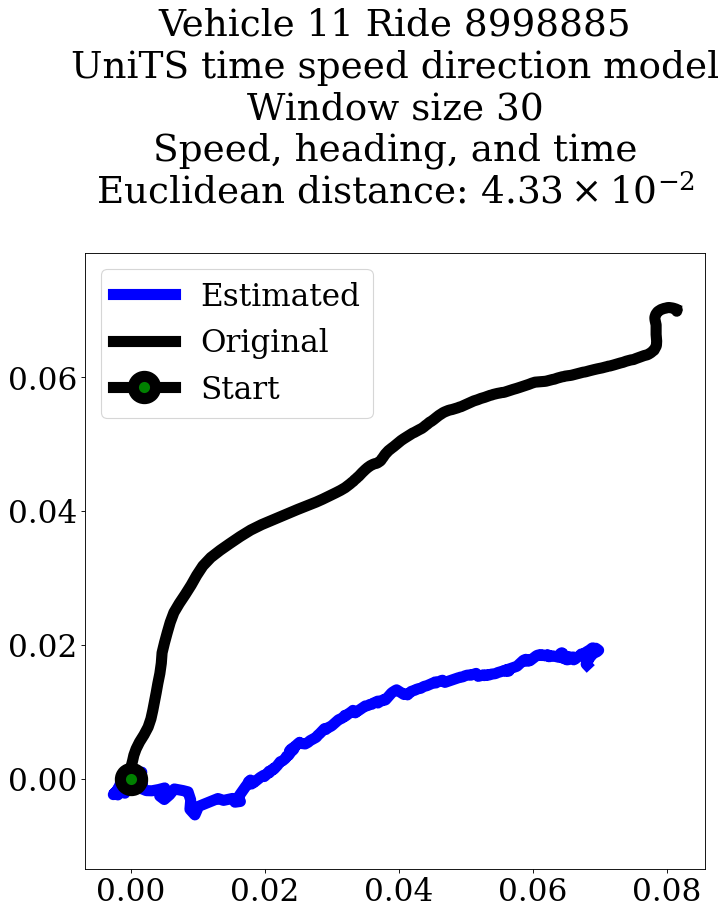 Vehicle 11 Ride 8998885
UniTS time speed direction model
Window size 30
Speed, heading, and time
Euclidean distance: 4.33 × 10⁻²
Estimated
Original
Start
0.06
0.04
0.02
0.00
0.00 0.02 0.04 0.06 0.08